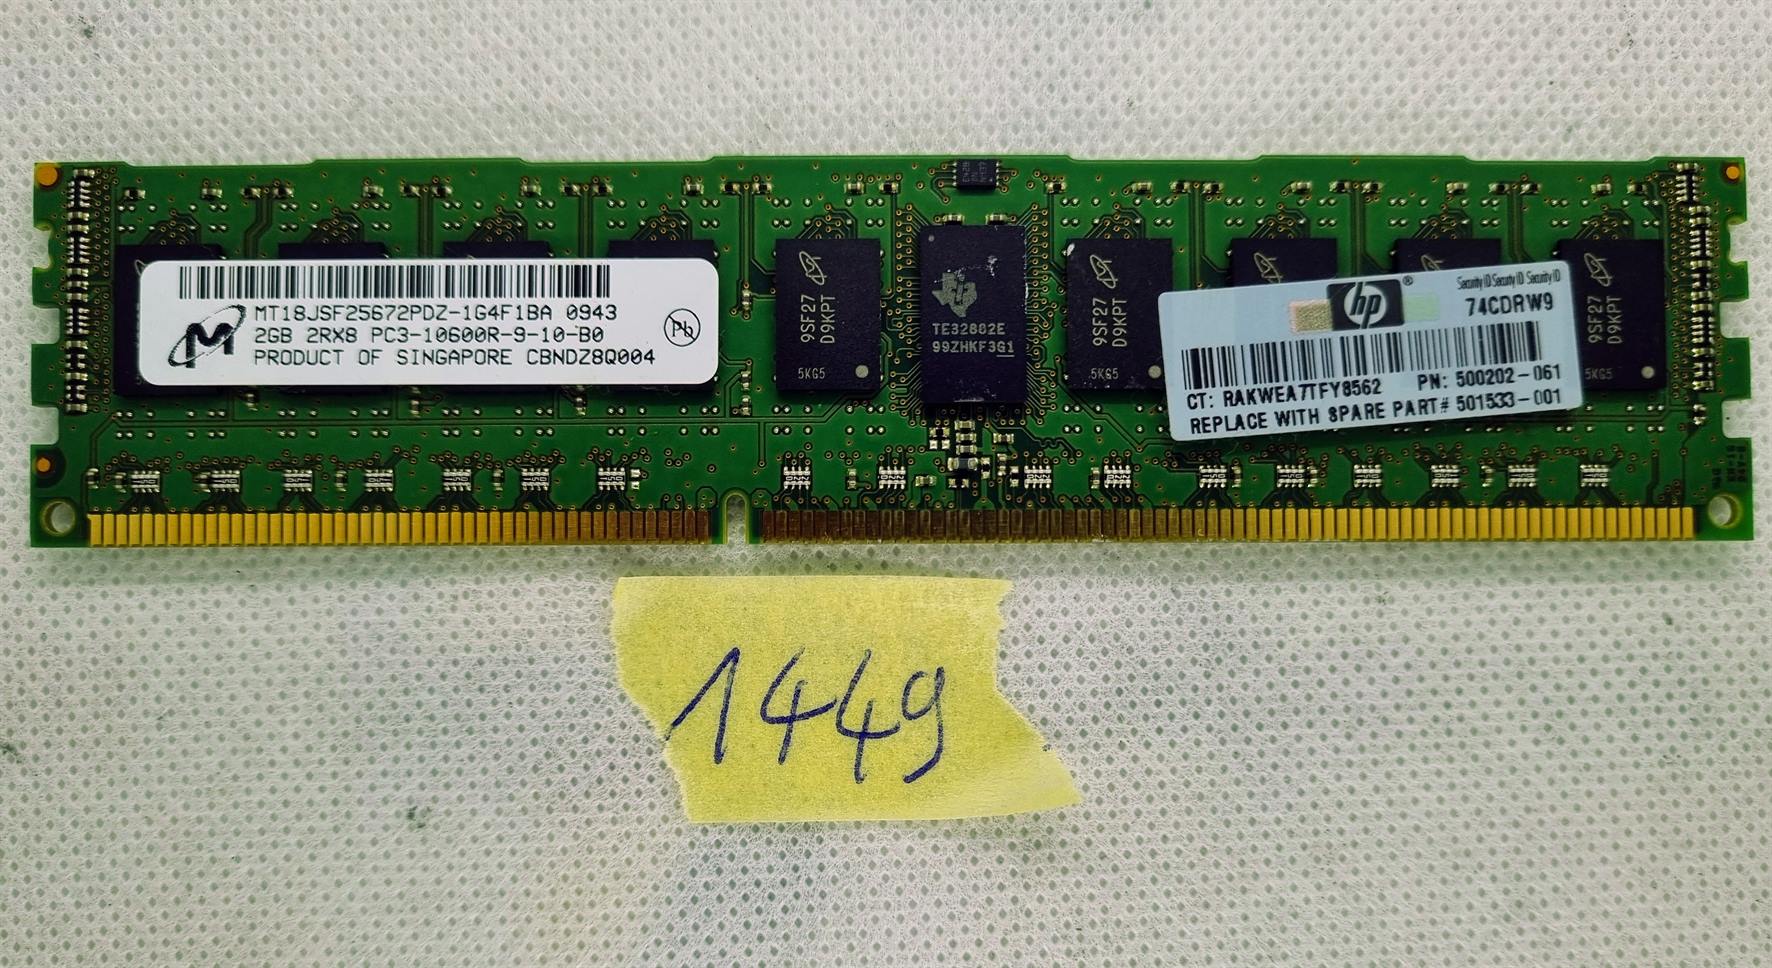 MT18JSF25672PDZ-1G4F1BA 0943
2GB 2RX8 PC3-10600R-9-10-B0
PRODUCT OF SINGAPORE CBNDZ8Q004
Pb
9SF27
D9KPT
5KG5
TE32882E
99ZHKF3G1
9SF27
D9KPT
5KG5
hp®
Security ID Security ID Security ID
74CDRW9
CT: RAKWEA7TFY8562 PN: 500202-061
REPLACE WITH SPARE PART# 501533-001
9SF27
D9KPT
5KG5
1449